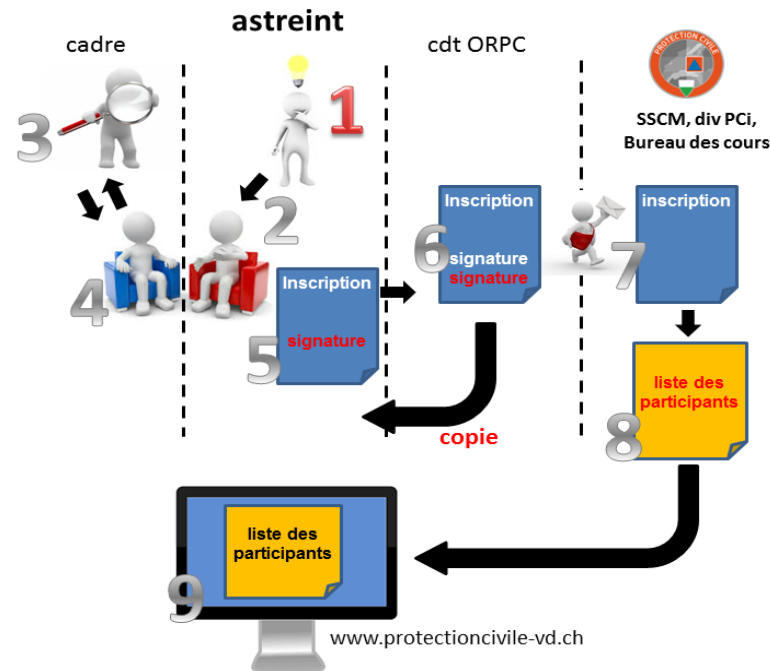 cadre
astreint
cdt ORPC
PROTECTION CIVILE
SSCM, div PCi,
Bureau des cours
1
3
2
4
Inscription
signature
5
Inscription
signature
signature
6
inscription
7
liste des
participants
8
copie
liste des
participants
9
www.protectioncivile-vd.ch